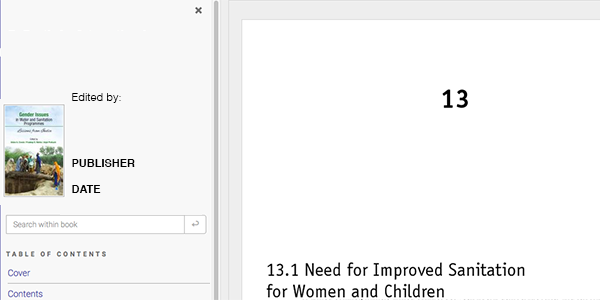 ×
Edited by:
Gender Issues
in Water and Sanitation
Programmes
Lessons from India
PUBLISHER
DATE
Search within book
TABLE OF CONTENTS
Cover
Contents
13
13.1 Need for Improved Sanitation
for Women and Children